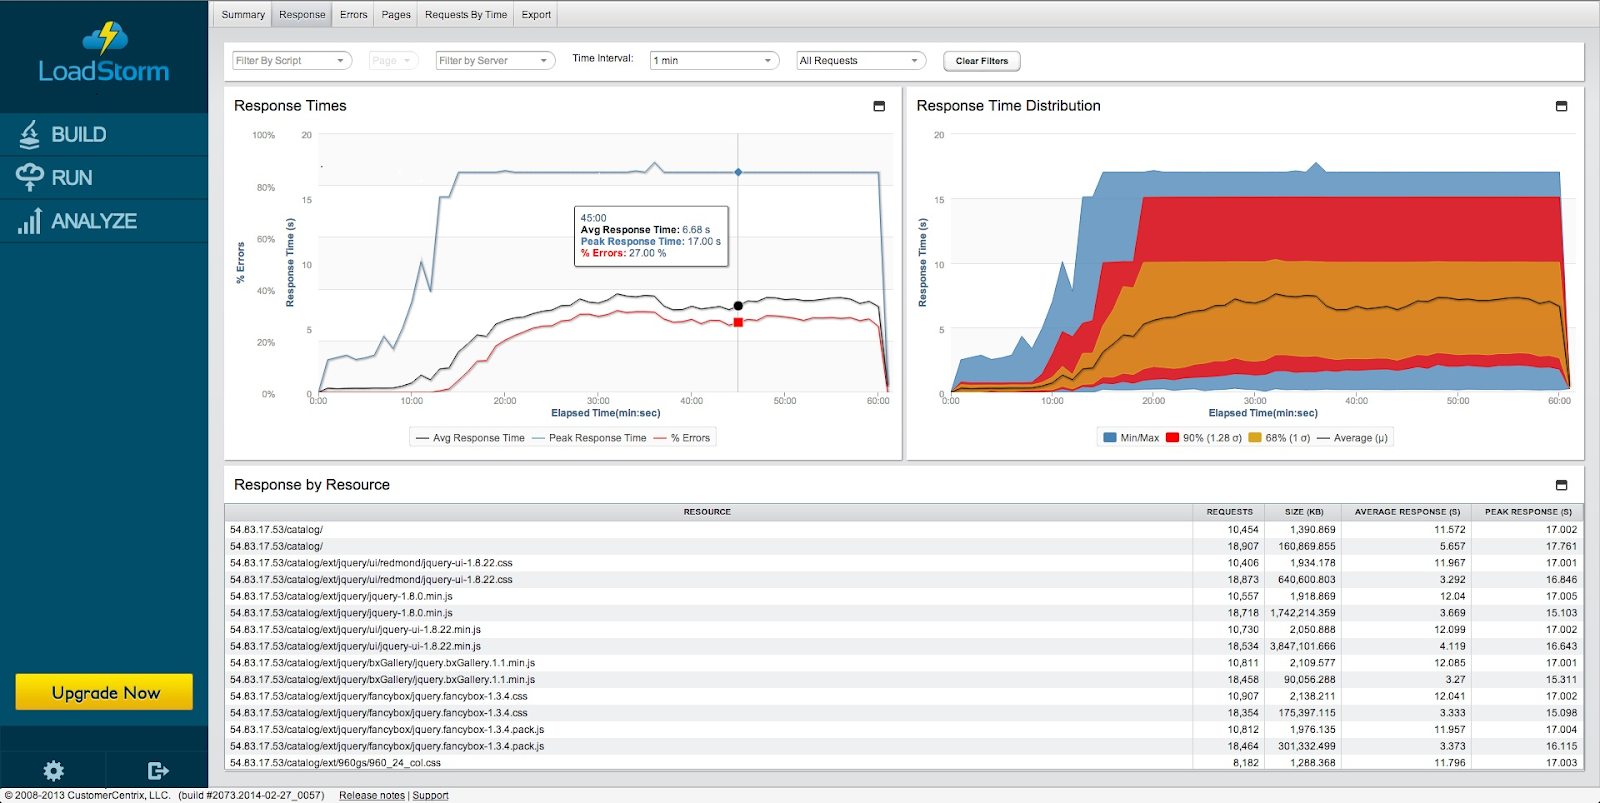 LoadStorm
BUILD
RUN
ANALYZE
Upgrade Now
Summary Response Errors Pages Requests By Time Export
Filter By Script Page Filter by Server Time Interval: 1 min All Requests Clear Filters
Response Times
100% 20
80%
15
60%
10
40%
5
20%
0% 0
% Errors
Response Time (s)
45:00
Avg Response Time: 6.68 s
Peak Response Time: 17.00 s
% Errors: 27.00 %
0:00 10:00 20:00 30:00 40:00 50:00 60:00
Elapsed Time(min:sec)
Avg Response Time Peak Response Time % Errors
Response Time Distribution
20
15
10
5
0
Response Time (s)
0:00 10:00 20:00 30:00 40:00 50:00 60:00
Elapsed Time(min:sec)
Min/Max 90% (1.28 σ) 68% (1 σ) Average (μ)
Response by Resource
RESOURCE REQUESTS SIZE (KB) AVERAGE RESPONSE (S) PEAK RESPONSE (S)
54.83.17.53/catalog/ 10,454 1,390.869 11.572 17.002
54.83.17.53/catalog/ 18,907 160,869.855 5.657 17.761
54.83.17.53/catalog/ext/jquery/ui/redmond/jquery-ui-1.8.22.css 10,406 1,934.178 11.967 17.001
54.83.17.53/catalog/ext/jquery/ui/redmond/jquery-ui-1.8.22.css 18,873 640,600.803 3.292 16.846
54.83.17.53/catalog/ext/jquery/jquery-1.8.0.min.js 10,557 1,918.869 12.04 17.005
54.83.17.53/catalog/ext/jquery/jquery-1.8.0.min.js 18,718 1,742,214.359 3.669 15.103
54.83.17.53/catalog/ext/jquery/ui/jquery-ui-1.8.22.min.js 10,730 2,050.888 12.099 17.002
54.83.17.53/catalog/ext/jquery/ui/jquery-ui-1.8.22.min.js 18,534 3,847,101.666 4.119 16.643
54.83.17.53/catalog/ext/jquery/bxGallery/jquery.bxGallery.1.1.min.js 10,811 2,109.577 12.085 17.001
54.83.17.53/catalog/ext/jquery/bxGallery/jquery.bxGallery.1.1.min.js 18,458 90,056.288 3.27 15.311
54.83.17.53/catalog/ext/jquery/fancybox/jquery.fancybox-1.3.4.css 10,907 2,138.211 12.041 17.002
54.83.17.53/catalog/ext/jquery/fancybox/jquery.fancybox-1.3.4.css 18,354 175,397.115 3.333 15.098
54.83.17.53/catalog/ext/jquery/fancybox/jquery.fancybox-1.3.4.pack.js 10,812 1,976.135 11.957 17.004
54.83.17.53/catalog/ext/jquery/fancybox/jquery.fancybox-1.3.4.pack.js 18,464 301,332.499 3.373 16.115
54.83.17.53/catalog/ext/960gs/960_24_col.css 8,182 1,288.368 11.796 17.003
© 2008-2013 CustomerCentrix, LLC. (build #2073.2014-02-27_0057) Release notes | Support